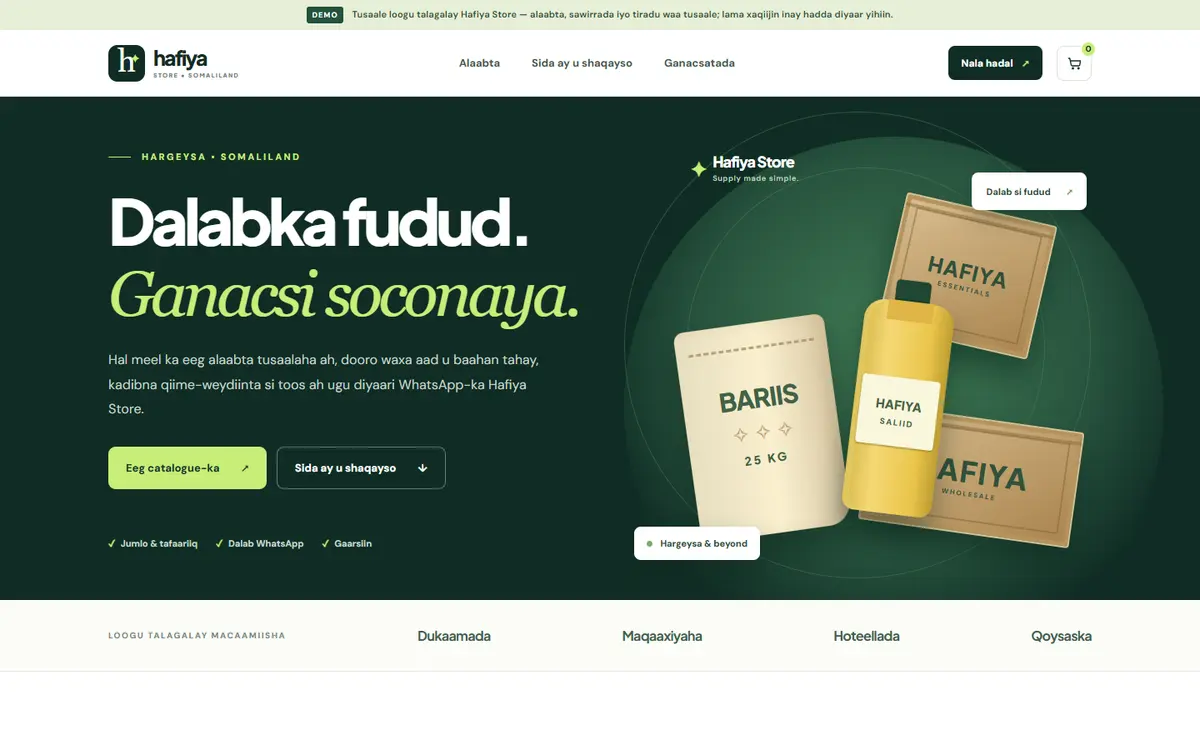 DEMO Tusaale loogu talagalay Hafiya Store — alaabta, sawirrada iyo tiradu waa tusaale; lama xaqiijin inay hadda diyaar yihiin.
h hafiya
STORE • SOMALILAND
Alaabta Sida ay u shaqayso Ganacsatada
Nala hadal ↗ 0
HARGEYSA • SOMALILAND
Dalabka fudud.
Ganacsi soconaya.
Hal meel ka eeg alaabta tusaalaha ah, dooro waxa aad u baahan tahay,
kadibna qiime-weydiinta si toos ah ugu diyaari WhatsApp-ka Hafiya
Store.
Eeg catalogue-ka ↗ Sida ay u shaqayso ↓
✓ Jumlo & tafaariiq ✓ Dalab WhatsApp ✓ Gaarsiin
Hafiya Store
Supply made simple.
Dalab si fudud ↗
HAFIYA
ESSENTIALS
BARIIS
25 KG
HAFIYA
SALIID
AFIYA
WHOLESALE
Hargeysa & beyond
LOOGU TALAGALAY MACAAMIISHA Dukaamada Maqaaxiyaha Hoteellada Qoysaska